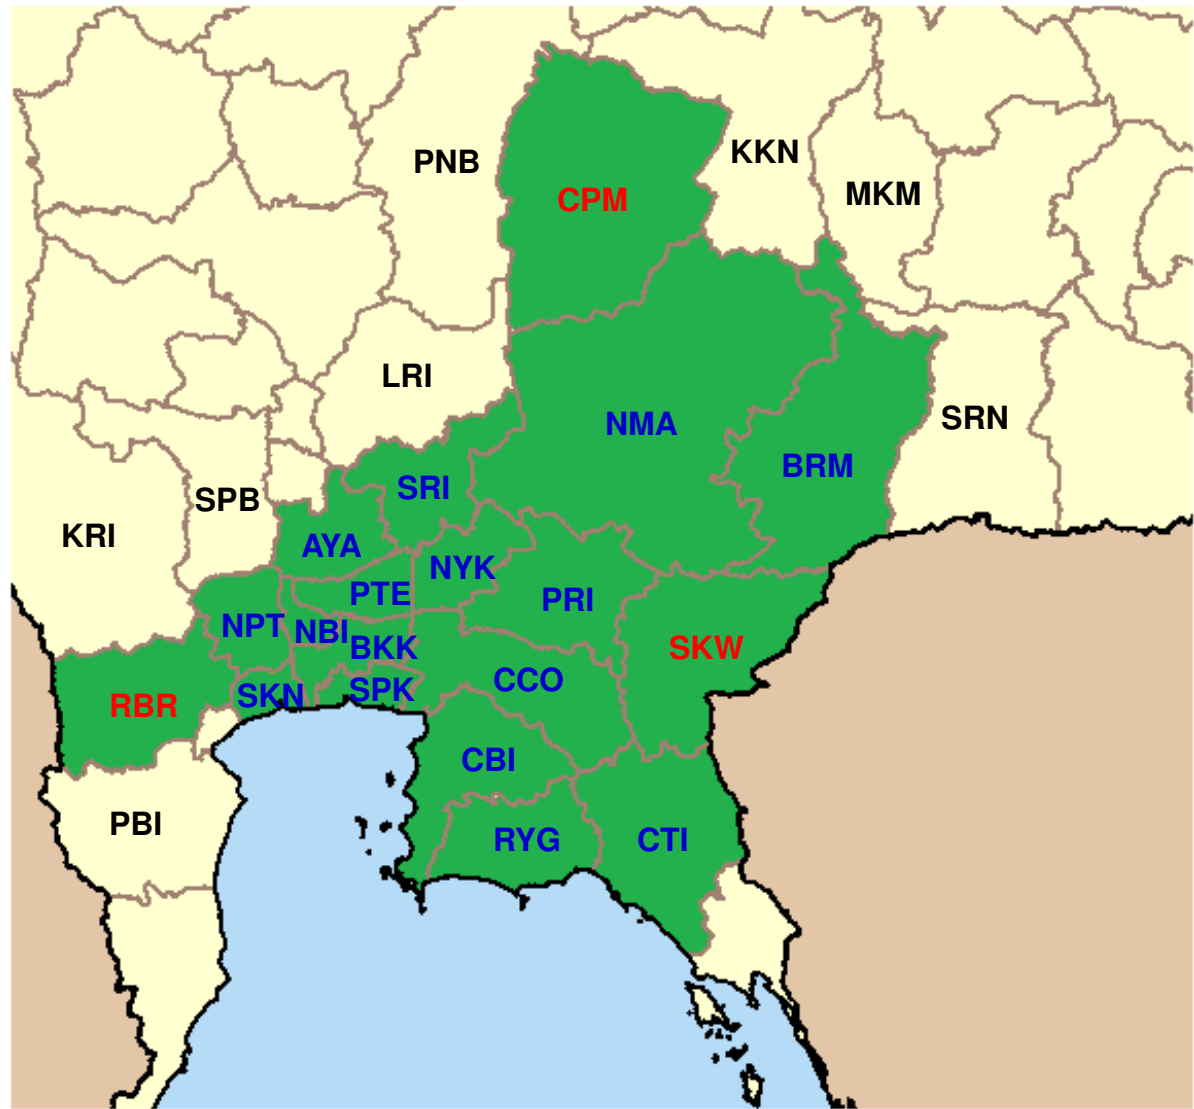 PNB
KKN
CPM
MKM
LRI
SRN
NMA
BRM
SRI
SPB
KRI
AYA
NYK
PTE
PRI
NPT
NBI
BKK
SKW
CCO
SPK
SKN
RBR
CBI
PBI
RYG
CTI